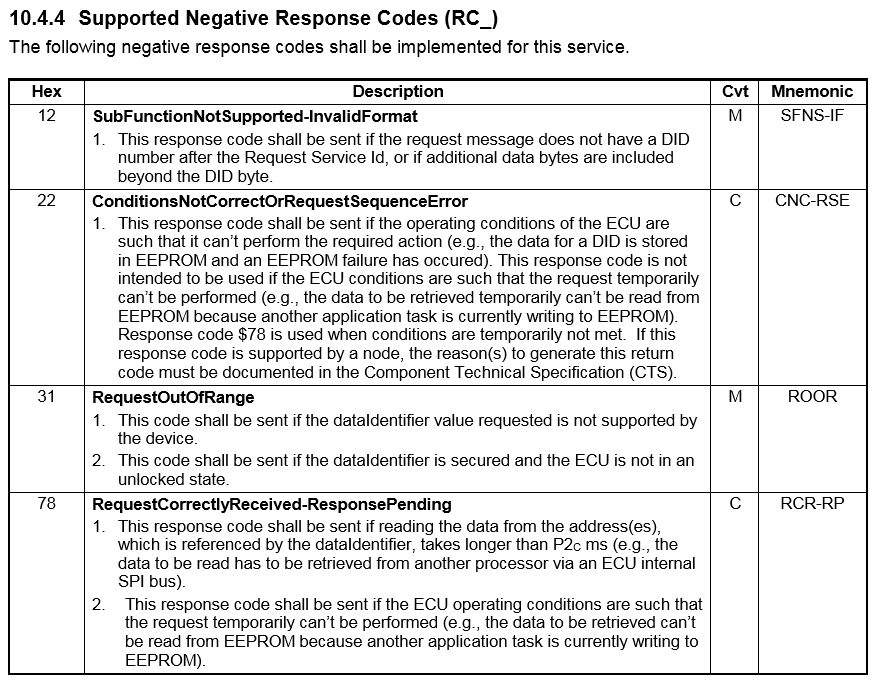 10.4.4 Supported Negative Response Codes (RC_)
The following negative response codes shall be implemented for this service.
Hex Description Cvt Mnemonic
12 SubFunctionNotSupported-InvalidFormat M SFNS-IF
1. This response code shall be sent if the request message does not have a DID
number after the Request Service Id, or if additional data bytes are included
beyond the DID byte.
22 ConditionsNotCorrectOrRequestSequenceError C CNC-RSE
1. This response code shall be sent if the operating conditions of the ECU are
such that it can't perform the required action (e.g., the data for a DID is stored
in EEPROM and an EEPROM failure has occured). This response code is not
intended to be used if the ECU conditions are such that the request temporarily
can't be performed (e.g., the data to be retrieved temporarily can't be read from
EEPROM because another application task is currently writing to EEPROM).
Response code $78 is used when conditions are temporarily not met. If this
response code is supported by a node, the reason(s) to generate this return
code must be documented in the Component Technical Specification (CTS).
31 RequestOutOfRange M ROOR
1. This code shall be sent if the dataIdentifier value requested is not supported by
the device.
2. This code shall be sent if the dataIdentifier is secured and the ECU is not in an
unlocked state.
78 RequestCorrectlyReceived-ResponsePending C RCR-RP
1. This response code shall be sent if reading the data from the address(es),
which is referenced by the dataIdentifier, takes longer than P2c ms (e.g., the
data to be read has to be retrieved from another processor via an ECU internal
SPI bus).
2. This response code shall be sent if the ECU operating conditions are such that
the request temporarily can't be performed (e.g., the data to be retrieved can't
be read from EEPROM because another application task is currently writing to
EEPROM).